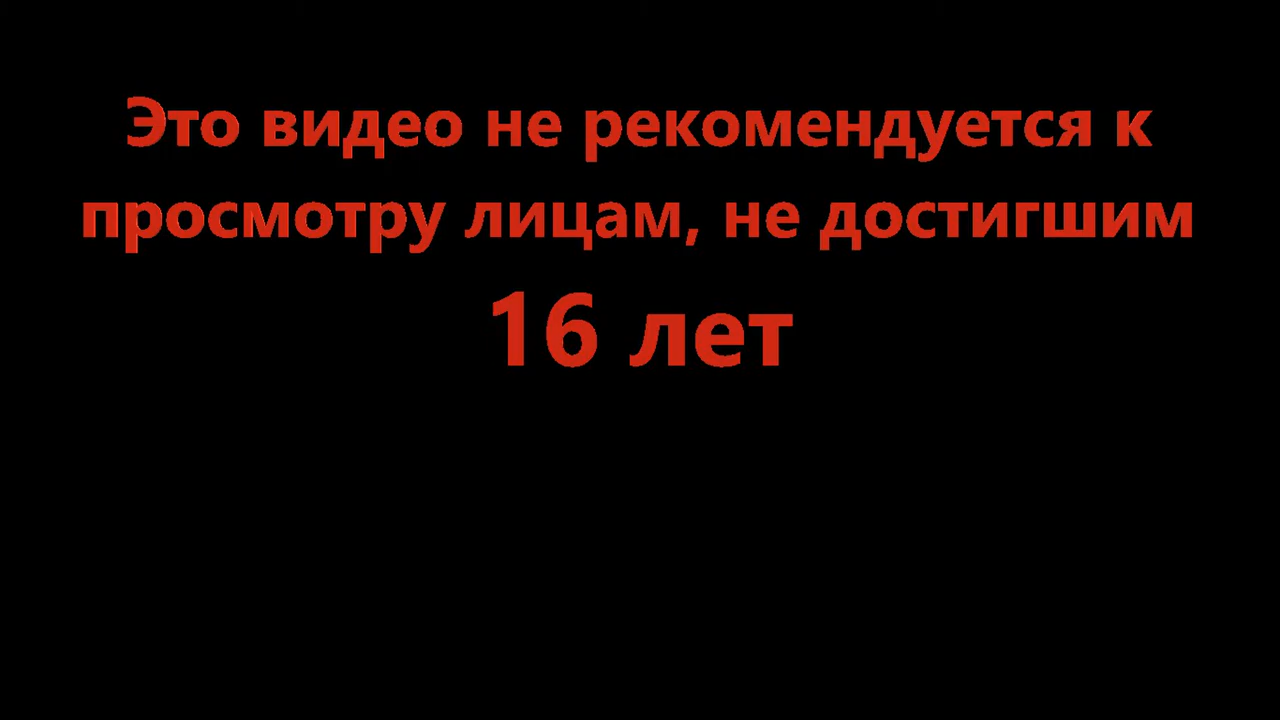 Это видео не рекомендуется к
просмотру лицам, не достигшим
16 лет